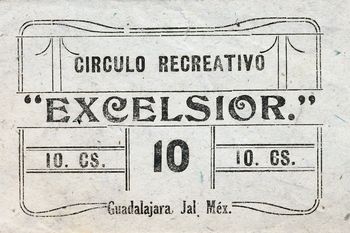 CIRCULO RECREATIVO
"EXCELSIOR."
10. CS. 10 10. CS.
Guadalajara, Jal. Méx.